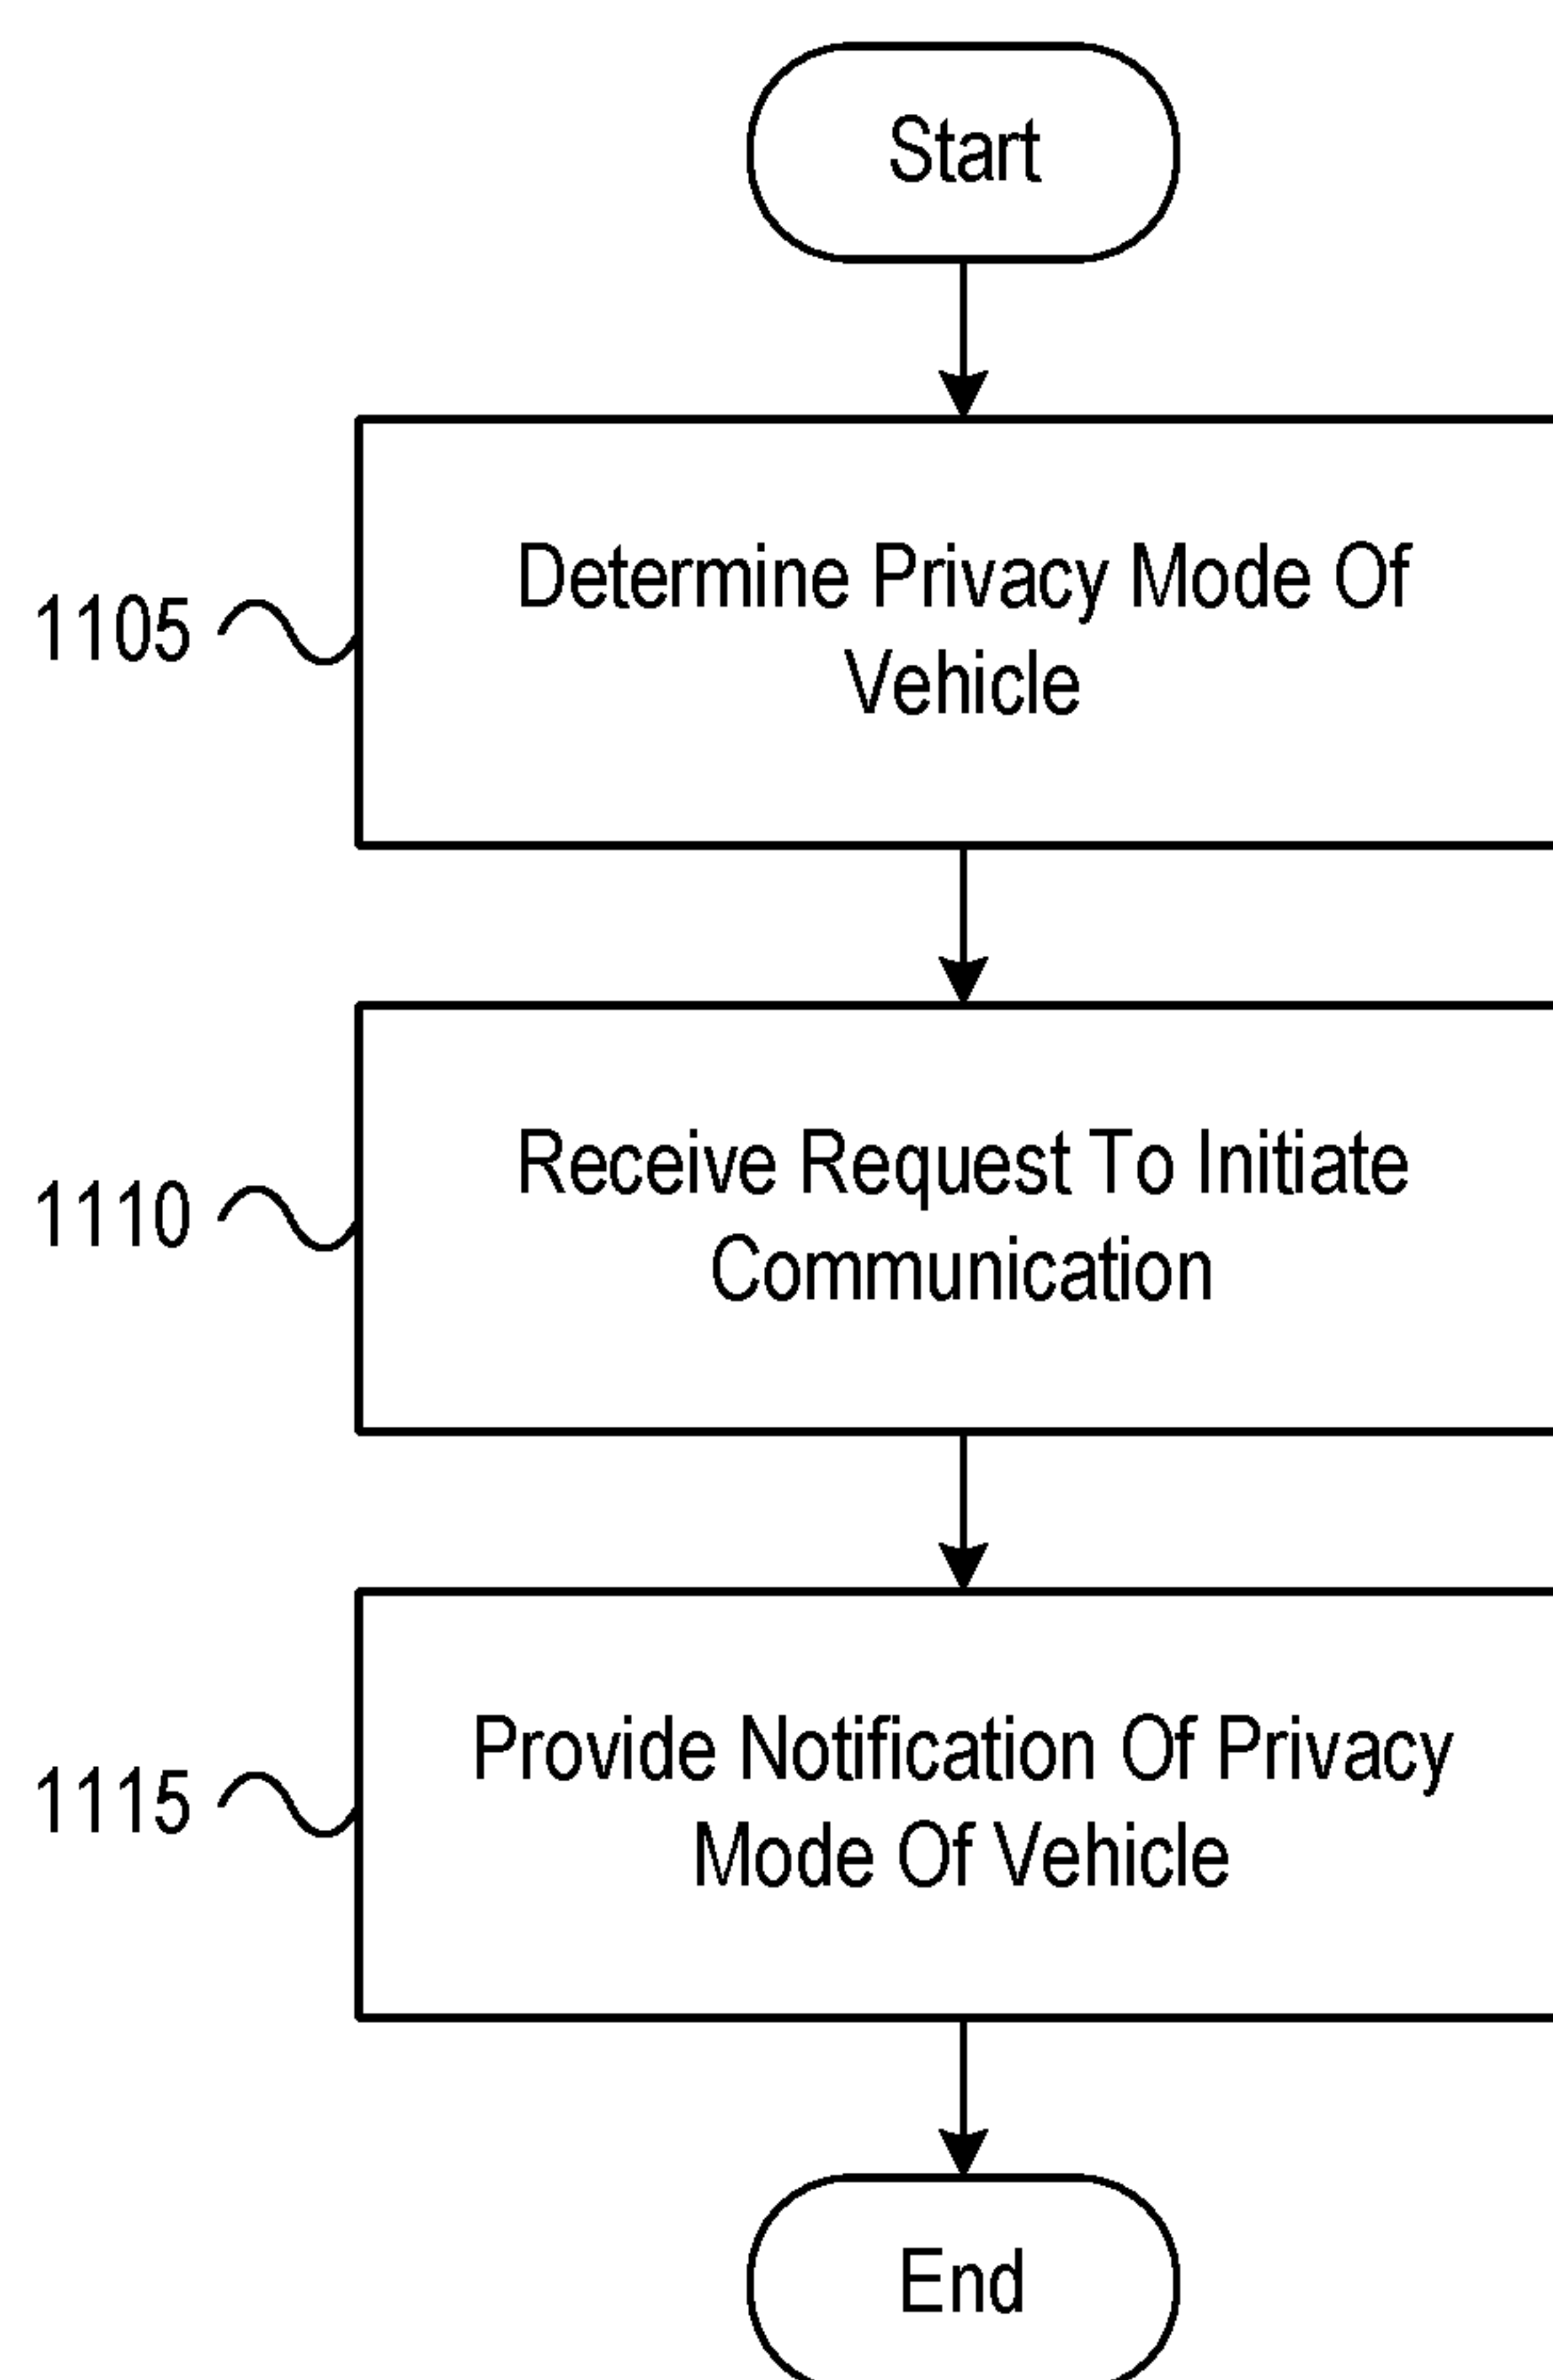 Start
1105
Determine Privacy Mode Of
Vehicle
1110
Receive Request To Initiate
Communication
1115
Provide Notification Of Privacy
Mode Of Vehicle
End